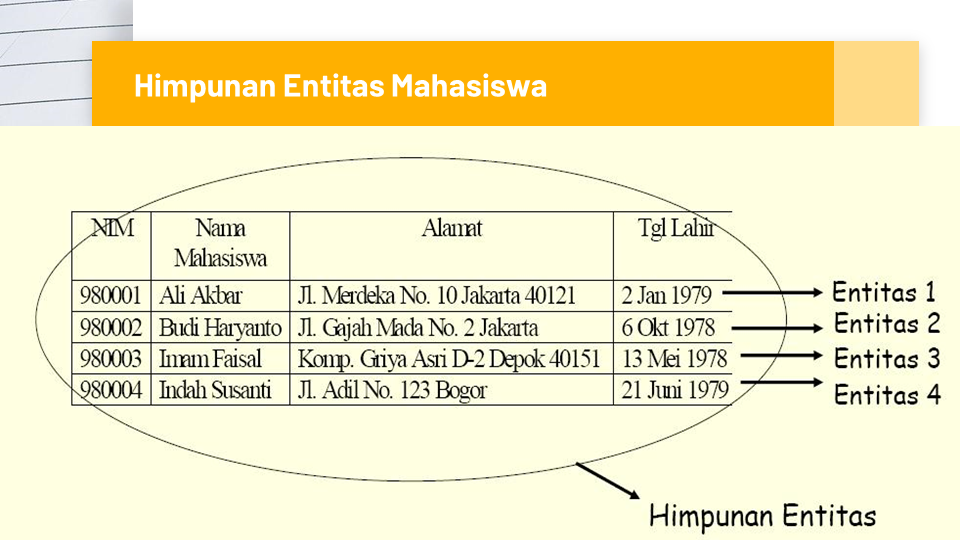 Himpunan Entitas Mahasiswa
NIM Nama Alamat Tgl Lahir
Mahasiswa
980001 Ali Akbar Jl. Merdeka No. 10 Jakarta 40121 2 Jan 1979 Entitas 1
980002 Budi Haryanto Jl. Gajah Mada No. 2 Jakarta 6 Okt 1978 Entitas 2
980003 Imam Faisal Komp. Griya Asri D-2 Depok 40151 13 Mei 1978 Entitas 3
980004 Indah Susanti Jl. Adil No. 123 Bogor 21 Juni 1979 Entitas 4
Himpunan Entitas